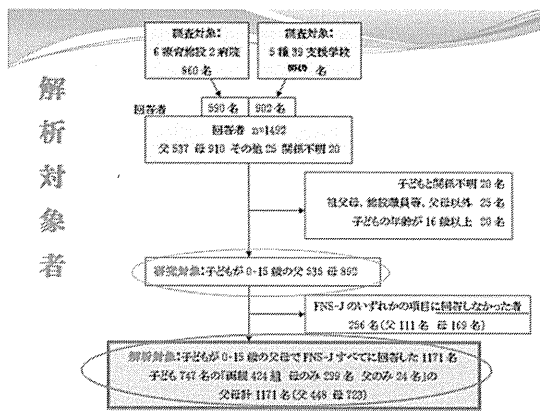 解析対象者
調査対象:
6療育施設2病院
860名
調査対象:
5種39支援学校
名
回答者
590名
902名
回答者 n=1492
父537 母910 その他25 関係不明20
子どもと関係不明20名
祖父母、施設職員等、父母以外 25名
子どもの年齢が16歳以上 20名
対象:子どもが0-15歳の父535 母892
FNS-Jのいずれかの項目に回答しなかった者
256名(父111名 母169名)
解析対象:子どもが0-15歳の父母でFNS-Jすべてに回答した1171名
子ども747名の「両親424組 母のみ299名 父のみ24名」の
父母計1171名(父448 母723)